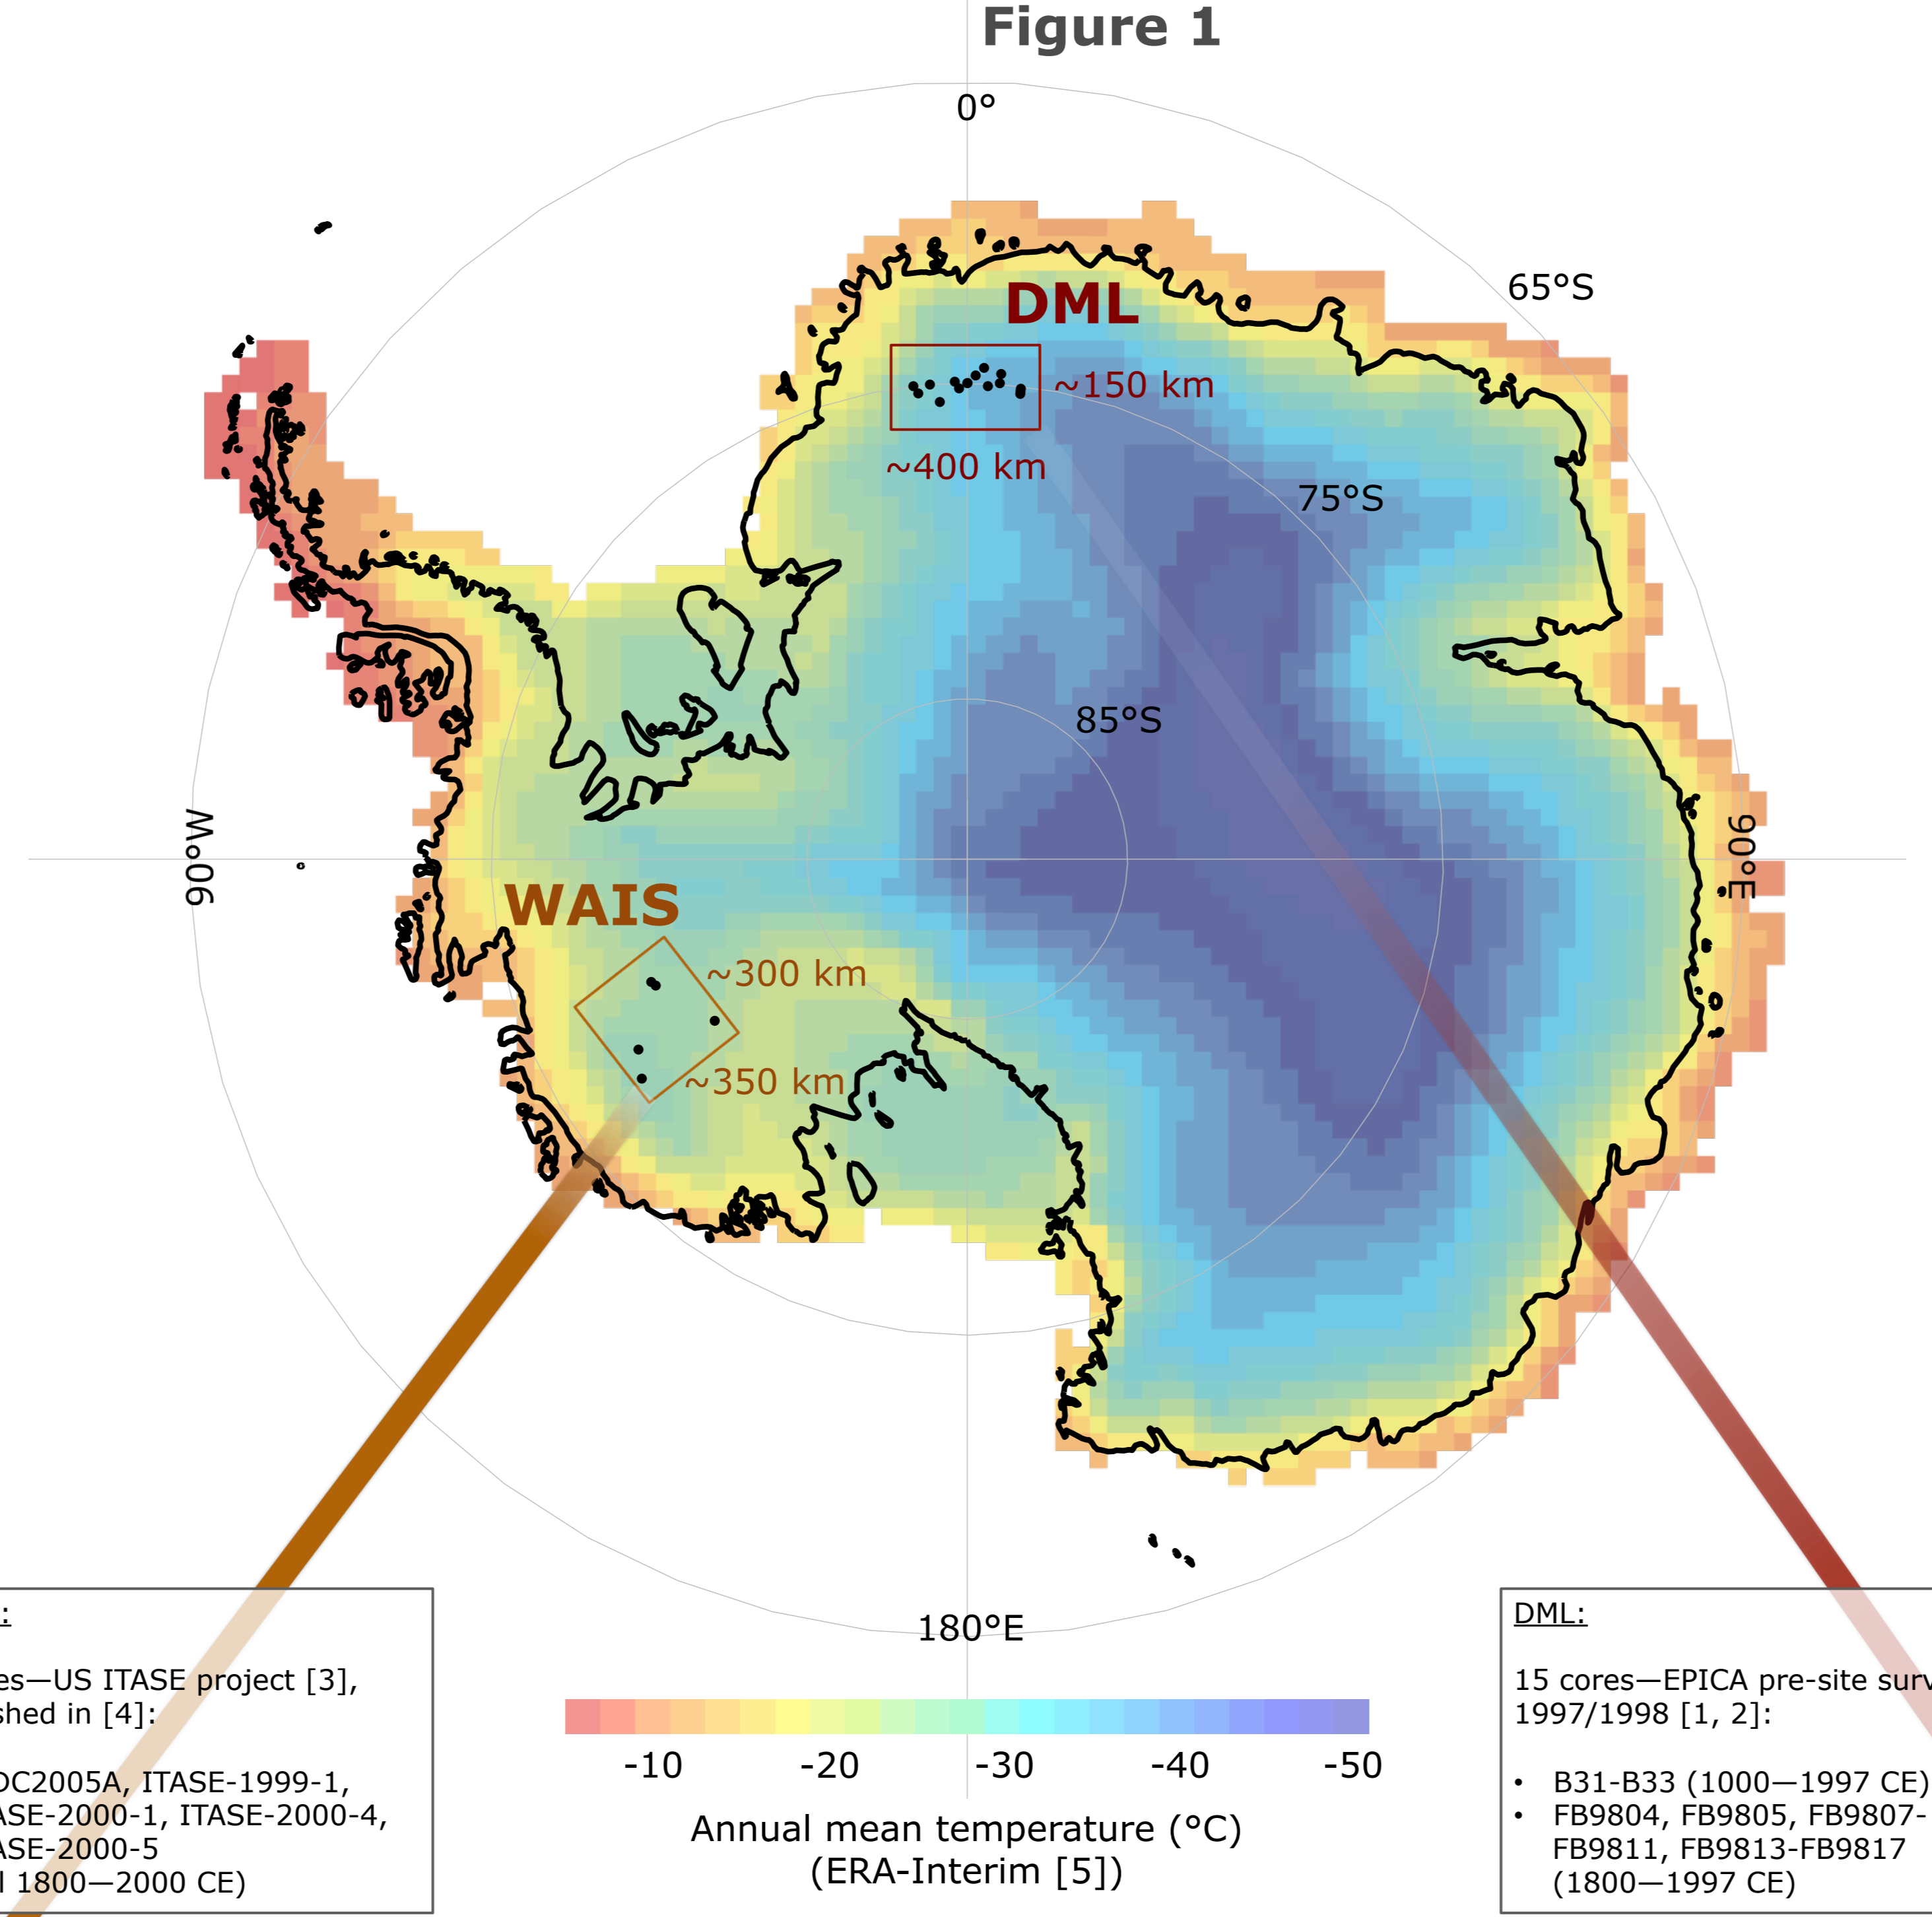 Figure 1
0°
65°S
DML
~150 km
~400 km
75°S
85°S
90°W
90°E
WAIS
~300 km
~350 km
180°E
:
es—US ITASE project [3],
shed in [4]:
DC2005A, ITASE-1999-1,
ASE-2000-1, ITASE-2000-4,
ASE-2000-5
l 1800—2000 CE)
-10 -20 -30 -40 -50
Annual mean temperature (°C)
(ERA-Interim [5])
DML:
15 cores—EPICA pre-site surv
1997/1998 [1, 2]:
• B31-B33 (1000—1997 CE)
• FB9804, FB9805, FB9807-
FB9811, FB9813-FB9817
(1800—1997 CE)